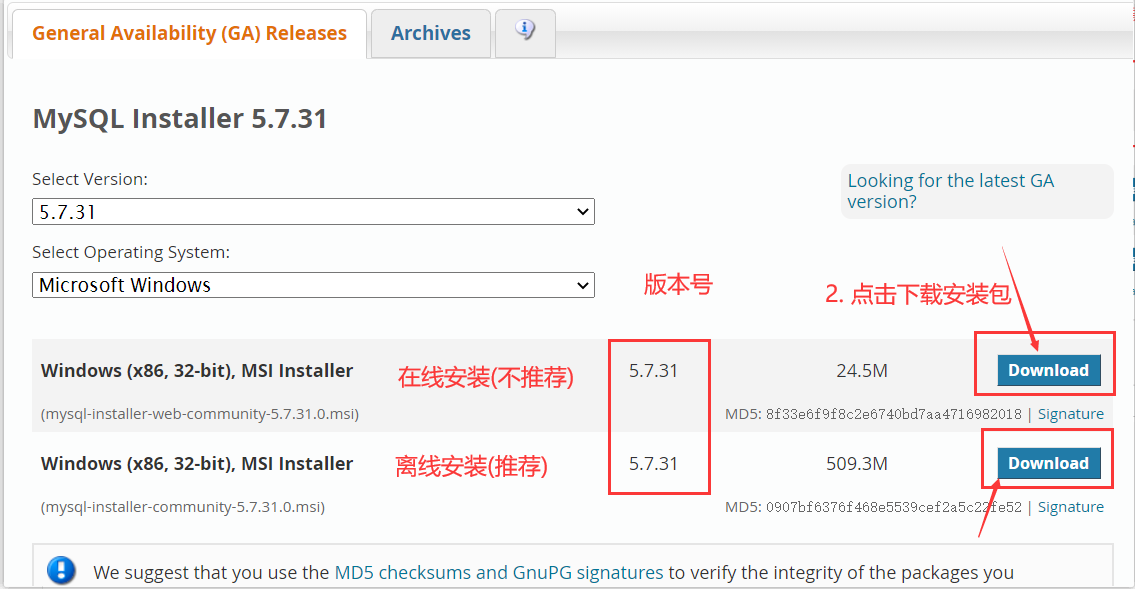 General Availability (GA) Releases
Archives
MySQL Installer 5.7.31
Select Version:
5.7.31
Looking for the latest GA
version?
Select Operating System:
Microsoft Windows
版本号
2. 点击下载安装包
Windows (x86, 32-bit), MSI Installer
在线安装(不推荐)
5.7.31
24.5M
Download
(mysql-installer-web-community-5.7.31.0.msi)
MD5: 8f33e6f9f8c2e6740bd7aa4716982018 | Signature
Windows (x86, 32-bit), MSI Installer
离线安装(推荐)
5.7.31
509.3M
Download
(mysql-installer-community-5.7.31.0.msi)
MD5: 0907bf6376f468e5539cef2a5c22fe52 | Signature
We suggest that you use the MD5 checksums and GnuPG signatures to verify the integrity of the packages you